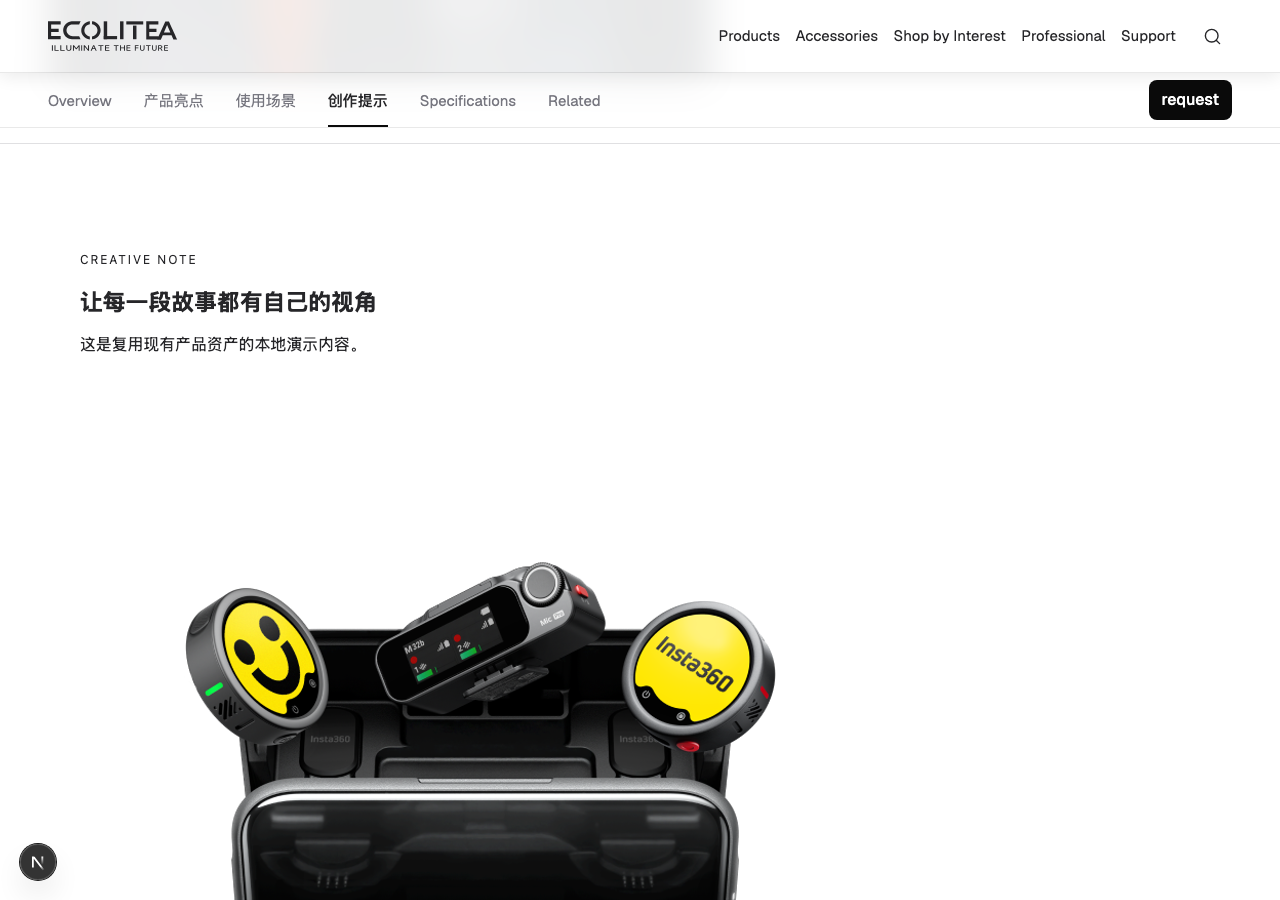 ECOLITEA
ILLUMINATE THE FUTURE
Products Accessories Shop by Interest Professional Support
Overview 产品亮点 使用场景 创作提示 Specifications Related
request
CREATIVE NOTE
让每一段故事都有自己的视角
这是复用现有产品资产的本地演示内容。
Mic Pro
M32b
1
2
Insta360
Insta360
Insta360
N